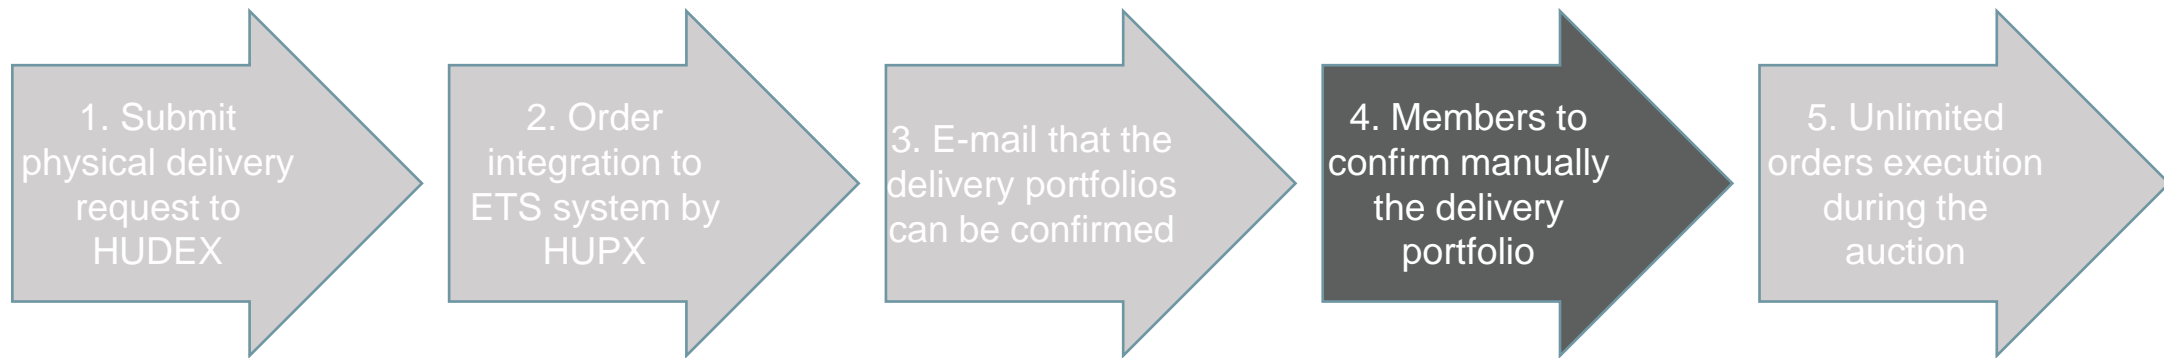 1. Submit
physical delivery
request to
HUDEX
2. Order
integration to
ETS system by
HUPX
3. E-mail that the
delivery portfolios
can be confirmed
4. Members to
confirm manually
the delivery
portfolio
5. Unlimited
orders execution
during the
auction